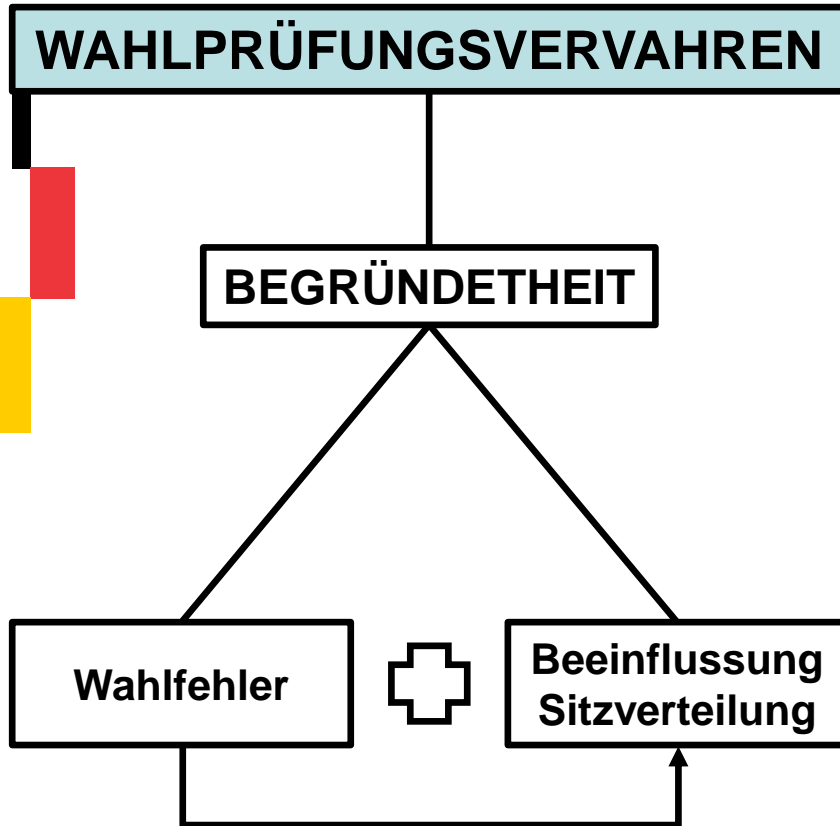 WAHLPRÜFUNGSVERVAHREN
BEGRÜNDETHEIT
Wahlfehler
Beeinflussung
Sitzverteilung